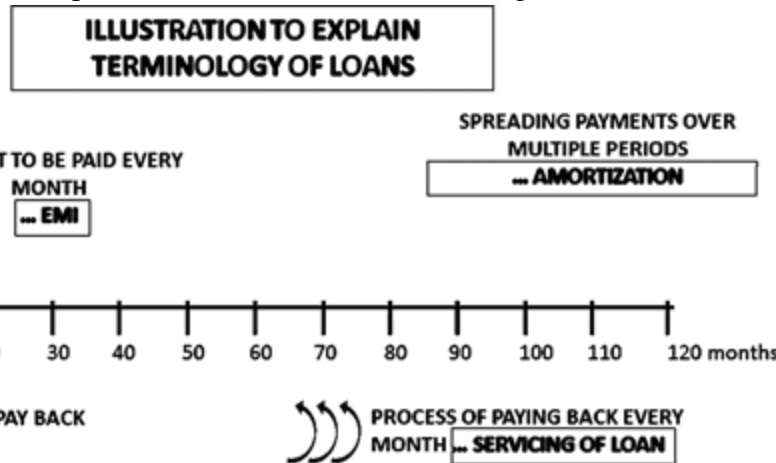 ILLUSTRATION TO EXPLAIN
TERMINOLOGY OF LOANS
SPREADING PAYMENTS OVER
MULTIPLE PERIODS
... AMORTIZATION
TO BE PAID EVERY
MONTH
... EMI
30 40 50 60 70 80 90 100 110 120 months
PAY BACK
PROCESS OF PAYING BACK EVERY
MONTH ... SERVICING OF LOAN